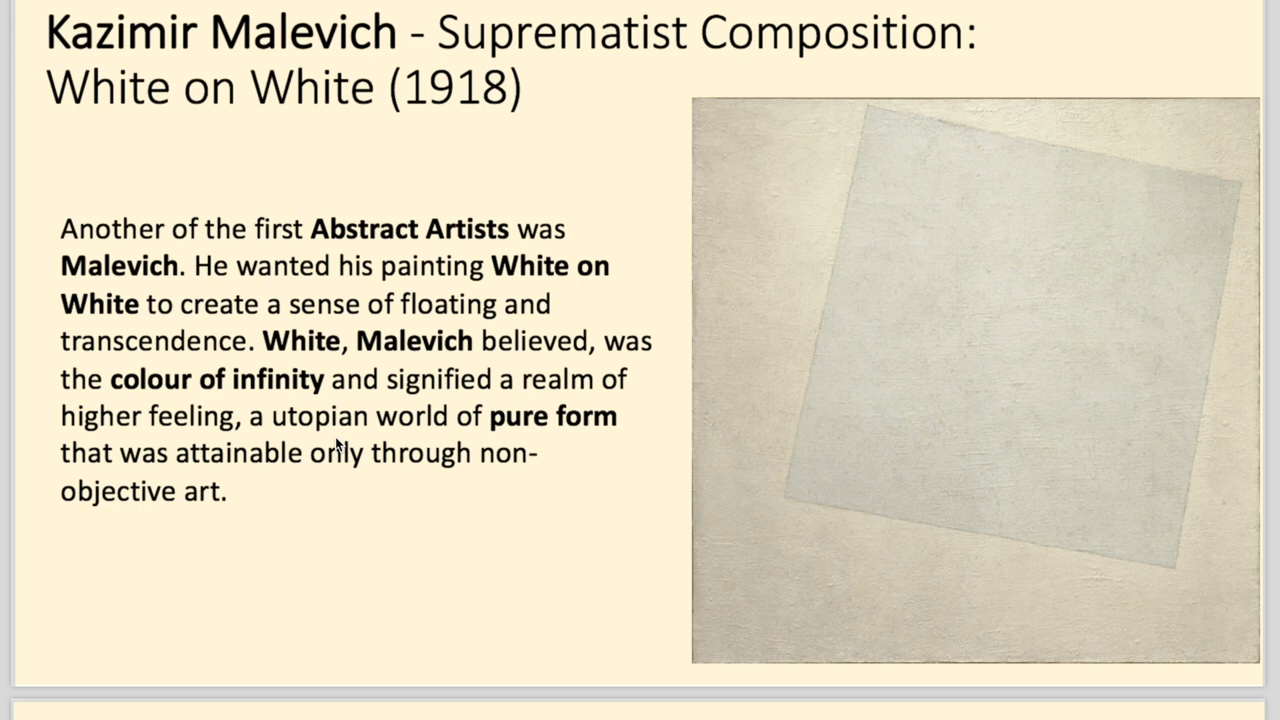 Kazimir Malevich - Suprematist Composition:
White on White (1918)
Another of the first Abstract Artists was
Malevich. He wanted his painting White on
White to create a sense of floating and
transcendence. White, Malevich believed, was
the colour of infinity and signified a realm of
higher feeling, a utopian world of pure form
that was attainable only through non-
objective art.